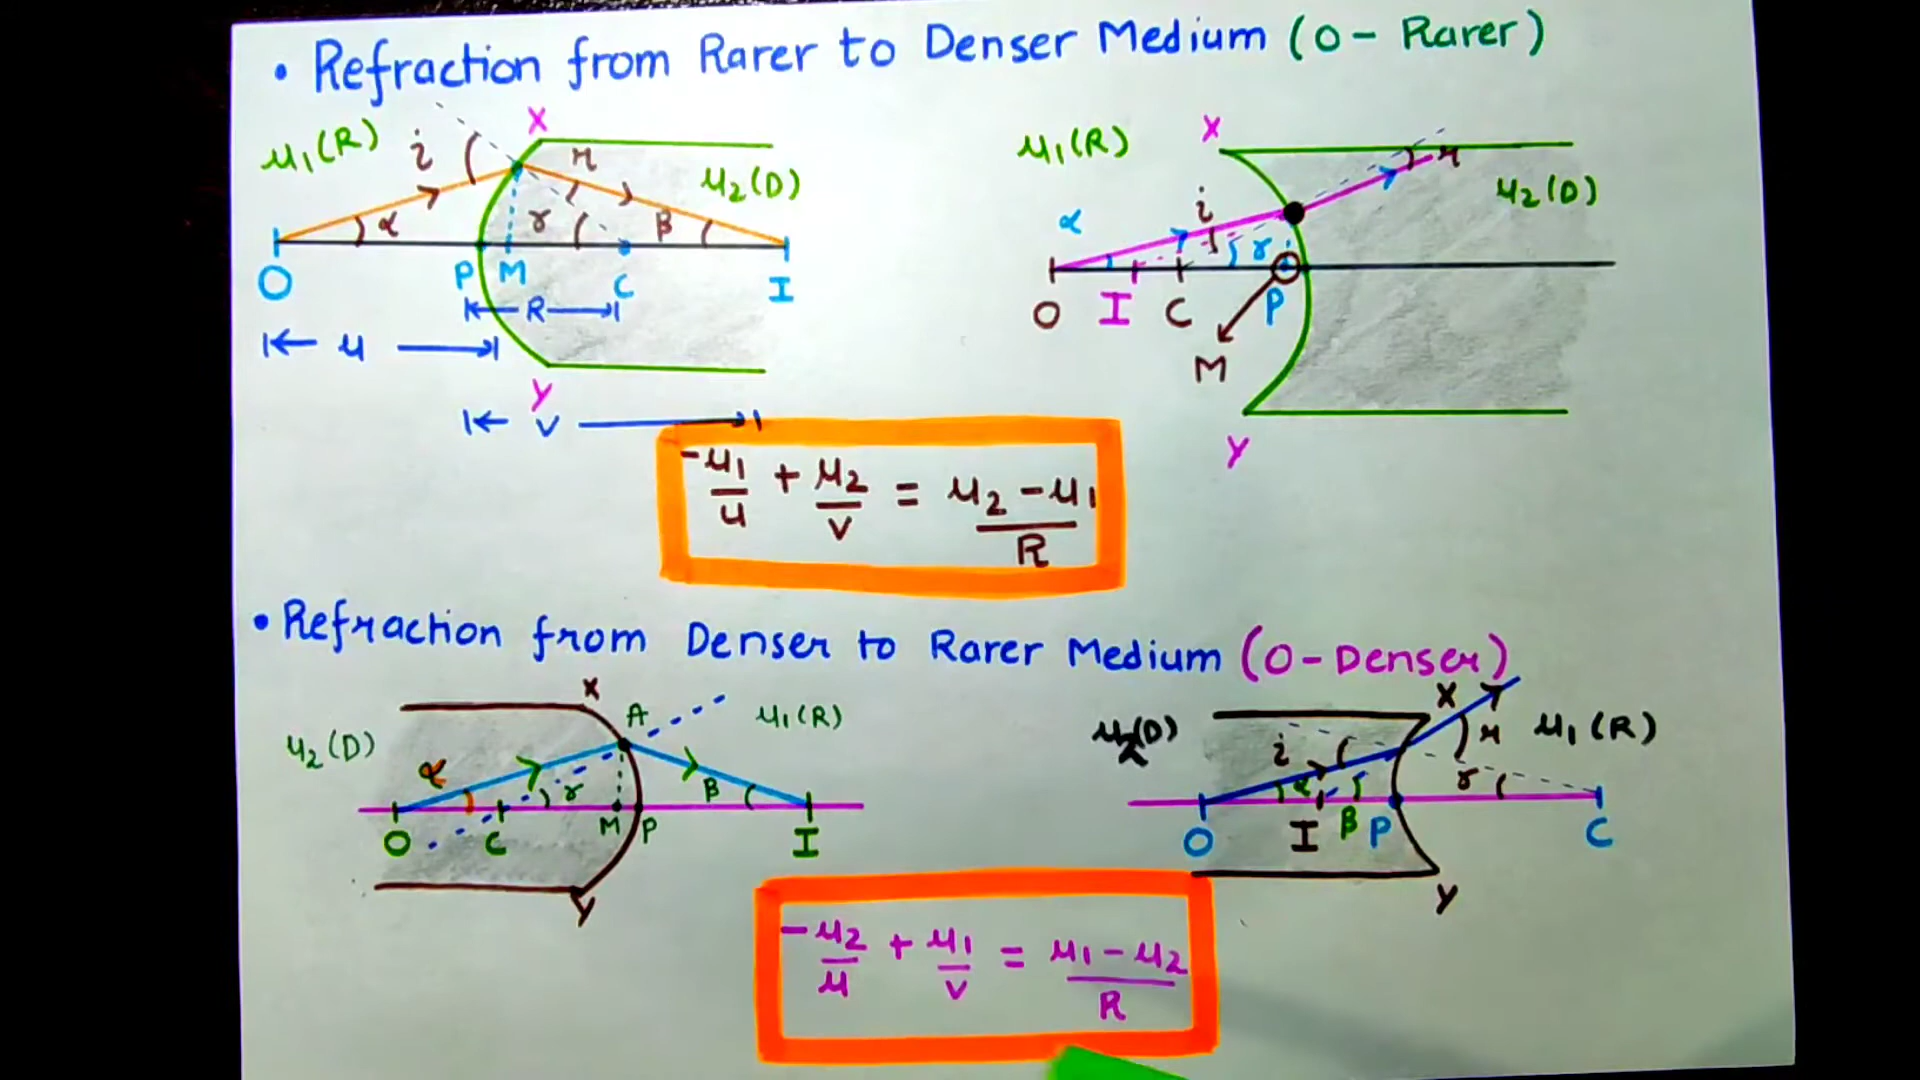 • Refraction from Rarer to Denser Medium (O - Rarer)
μ₁(R) i X r μ₂(D)
α γ β
O P M C I
R
u
Y
v
μ₁(R) X r μ₂(D)
α i γ
O I C P
M
Y
-μ₁/u + μ₂/v = μ₂ - μ₁/R
• Refraction from Denser to Rarer Medium (O - Denser)
X A μ₁(R)
μ₂(D) α γ β
O C M P I
Y
μ₂(D) X μ₁(R)
i r α γ
O I β P C
Y
-μ₂/u + μ₁/v = μ₁ - μ₂/R